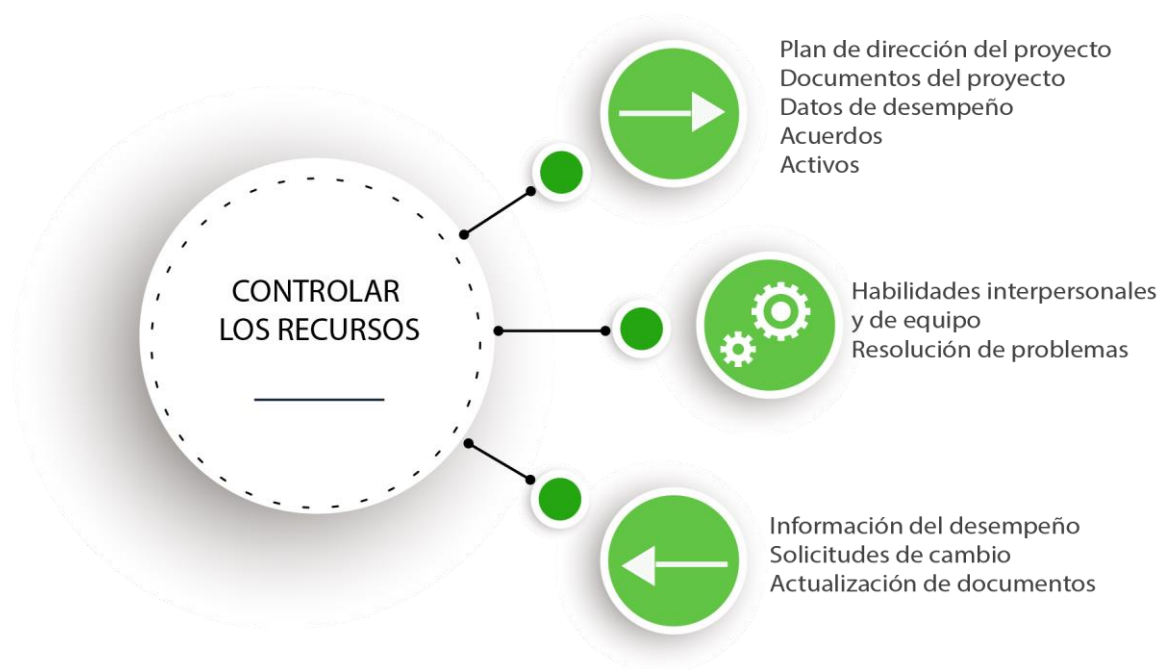 CONTROLAR
LOS RECURSOS
Plan de dirección del proyecto
Documentos del proyecto
Datos de desempeño
Acuerdos
Activos
Habilidades interpersonales
y de equipo
Resolución de problemas
Información del desempeño
Solicitudes de cambio
Actualización de documentos